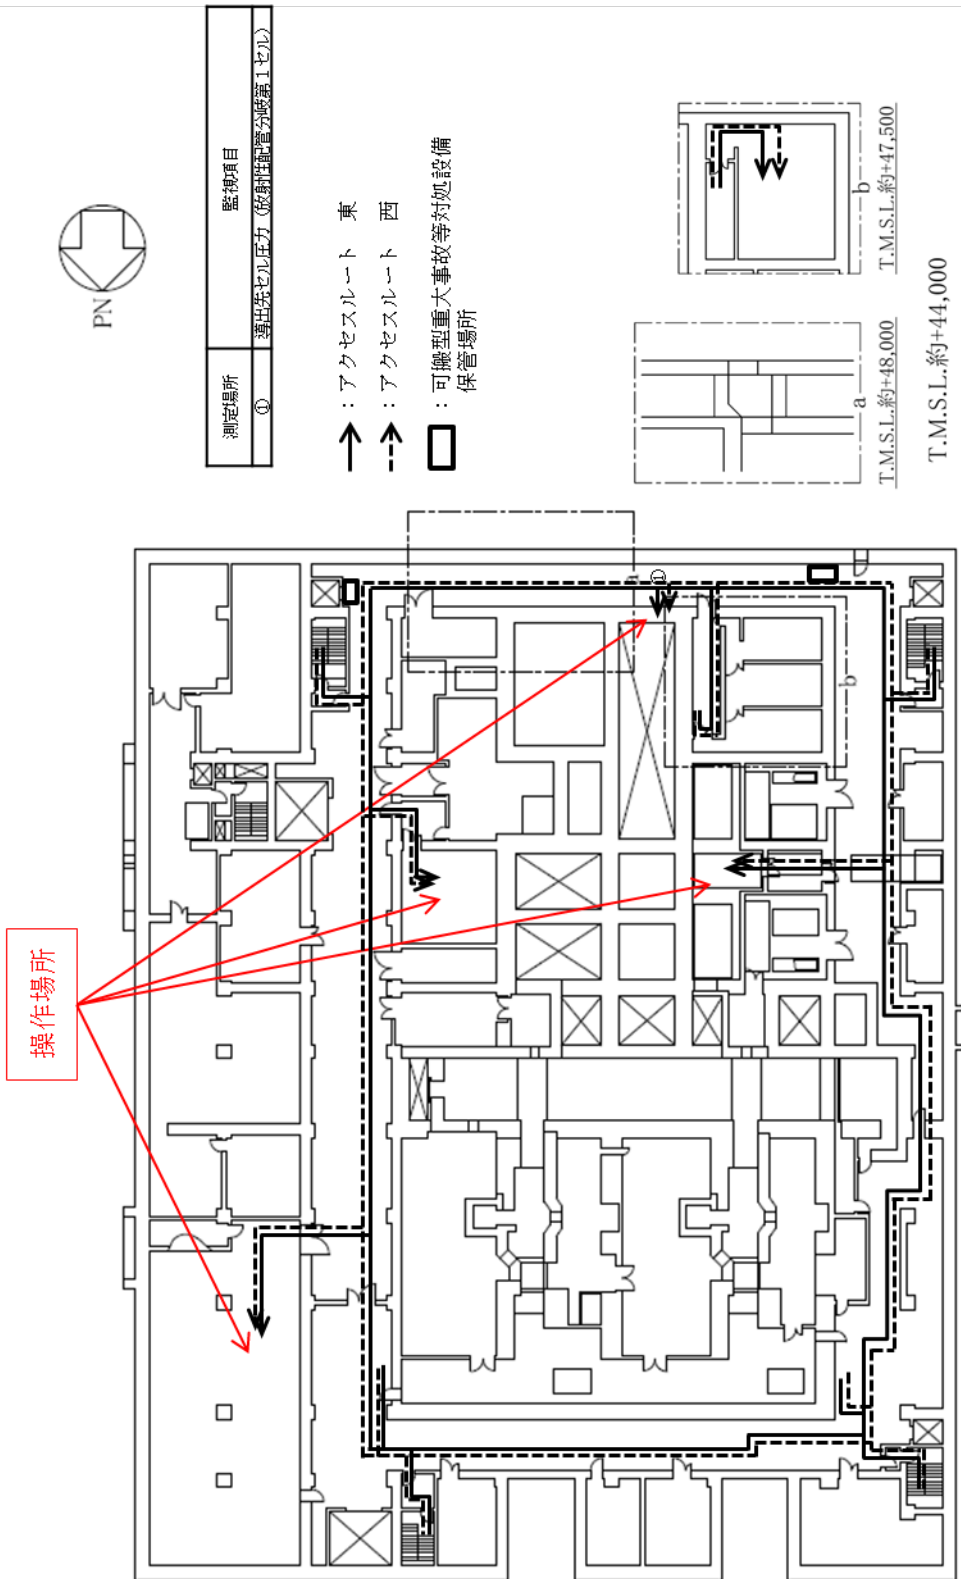 PN
測定場所 監視項目
① 導出先セル圧力（放射性配管分岐第1セル）
：アクセスルート 東
：アクセスルート 西
：可搬型重大事故等対処設備
保管場所
a
T.M.S.L.約+48,000
b
T.M.S.L.約+47,500
T.M.S.L.約+44,000
操作場所
a
①
b